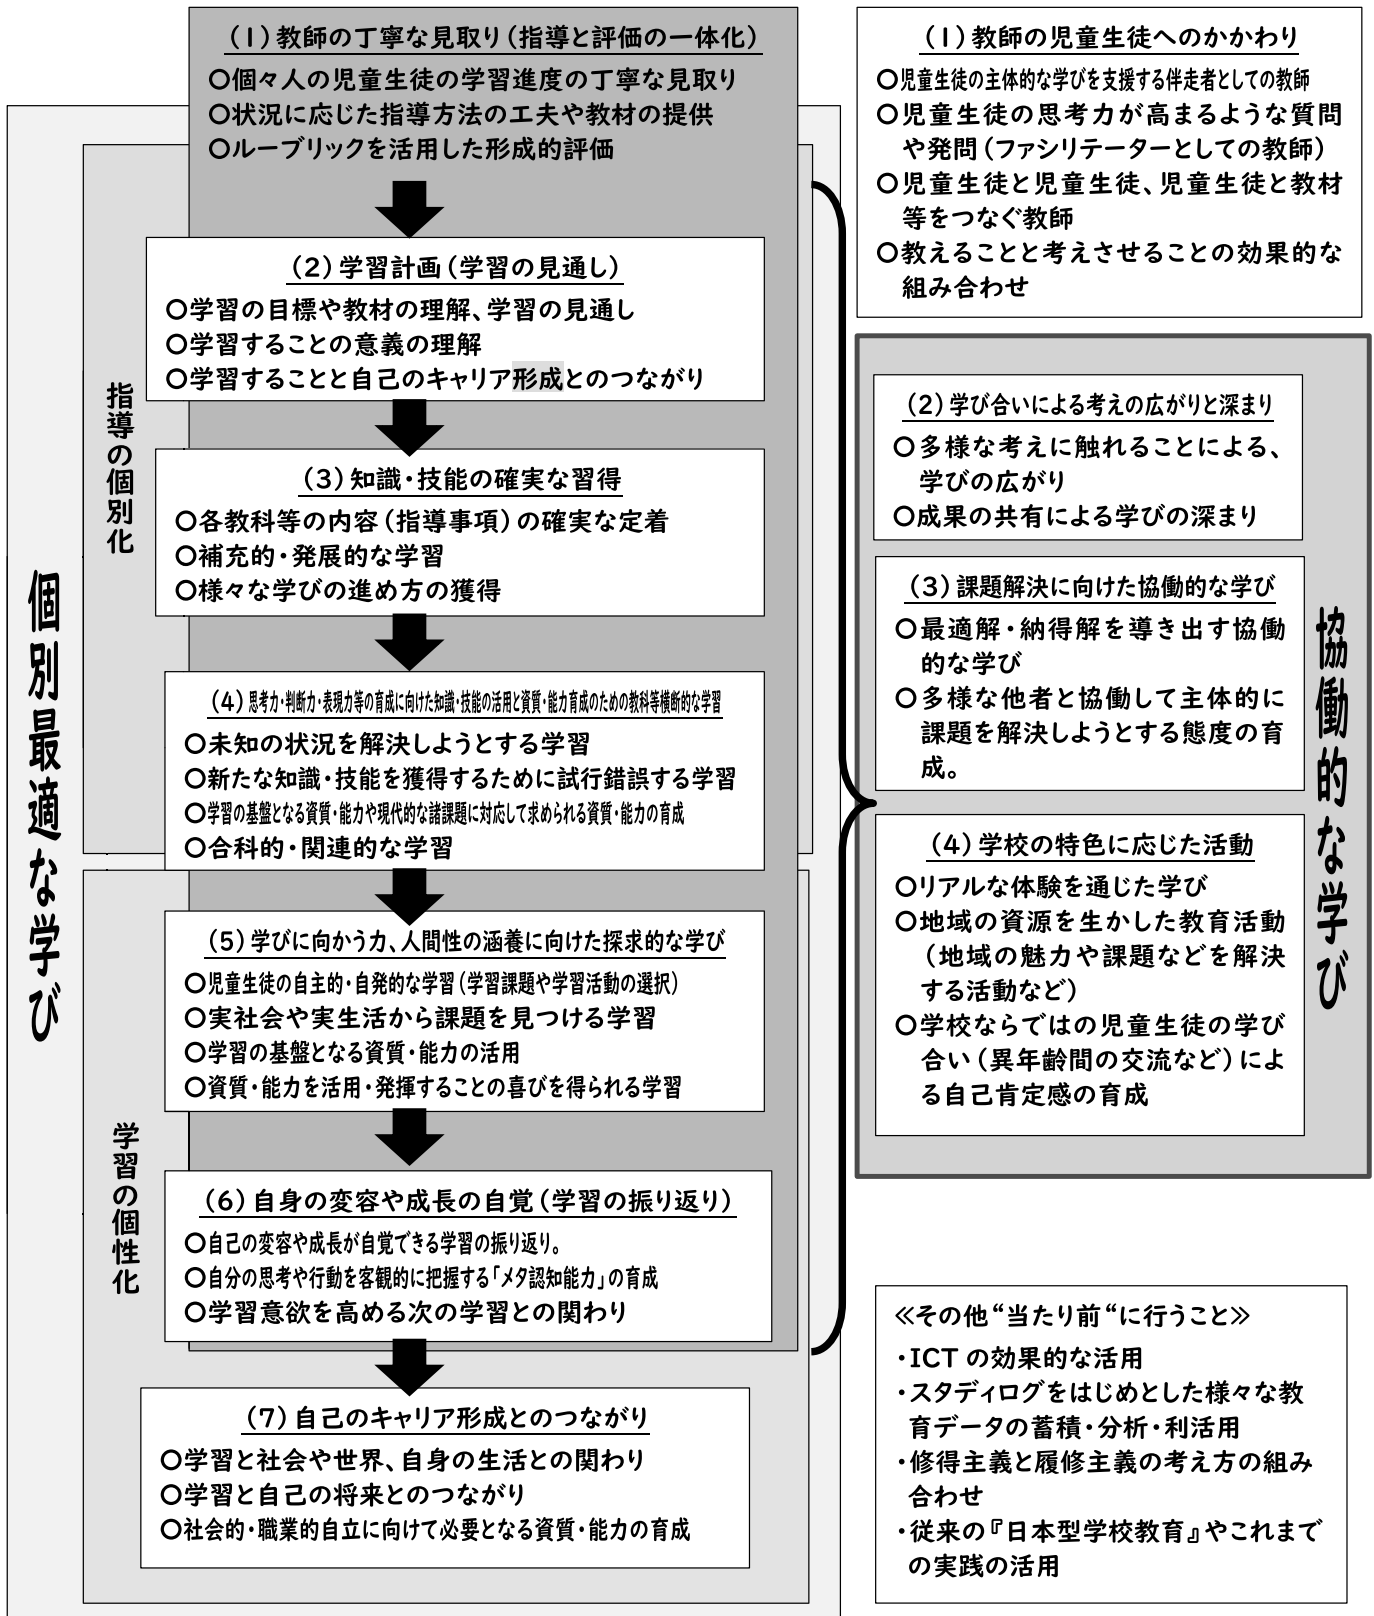 個別最適な学び
指導の個別化
(1)教師の丁寧な見取り(指導と評価の一体化)
○個々人の児童生徒の学習進度の丁寧な見取り
○状況に応じた指導方法の工夫や教材の提供
○ルーブリックを活用した形成的評価
(2)学習計画(学習の見通し)
○学習の目標や教材の理解、学習の見通し
○学習することの意義の理解
○学習することと自己のキャリア形成とのつながり
(3)知識・技能の確実な習得
○各教科等の内容(指導事項)の確実な定着
○補充的・発展的な学習
○様々な学びの進め方の獲得
(4)思考力・判断力・表現力等の育成に向けた知識・技能の活用と資質・能力育成のための教科等横断的な学習
○未知の状況を解決しようとする学習
○新たな知識・技能を獲得するために試行錯誤する学習
○学習の基盤となる資質・能力や現代的な諸課題に対応して求められる資質・能力の育成
○合科的・関連的な学習
学習の個性化
(5)学びに向かう力、人間性の涵養に向けた探求的な学び
○児童生徒の自主的・自発的な学習(学習課題や学習活動の選択)
○実社会や実生活から課題を見つける学習
○学習の基盤となる資質・能力の活用
○資質・能力を活用・発揮することの喜びを得られる学習
(6)自身の変容や成長の自覚(学習の振り返り)
○自己の変容や成長が自覚できる学習の振り返り。
○自分の思考や行動を客観的に把握する「メタ認知能力」の育成
○学習意欲を高める次の学習との関わり
(7)自己のキャリア形成とのつながり
○学習と社会や世界、自身の生活との関わり
○学習と自己の将来とのつながり
○社会的・職業的自立に向けて必要となる資質・能力の育成
(1)教師の児童生徒へのかかわり
○児童生徒の主体的な学びを支援する伴走者としての教師
○児童生徒の思考力が高まるような質問
や発問(ファシリテーターとしての教師)
○児童生徒と児童生徒、児童生徒と教材
等をつなぐ教師
○教えることと考えさせることの効果的な
組み合わせ
協働的な学び
(2)学び合いによる考えの広がりと深まり
○多様な考えに触れることによる、
学びの広がり
○成果の共有による学びの深まり
(3)課題解決に向けた協働的な学び
○最適解・納得解を導き出す協働
的な学び
○多様な他者と協働して主体的に
課題を解決しようとする態度の育
成。
(4)学校の特色に応じた活動
○リアルな体験を通じた学び
○地域の資源を生かした教育活動
(地域の魅力や課題などを解決
する活動など)
○学校ならではの児童生徒の学び
合い(異年齢間の交流など)によ
る自己肯定感の育成
≪その他“当たり前“に行うこと≫
・ICT の効果的な活用
・スタディログをはじめとした様々な教
育データの蓄積・分析・利活用
・修得主義と履修主義の考え方の組み
合わせ
・従来の『日本型学校教育』やこれまで
の実践の活用